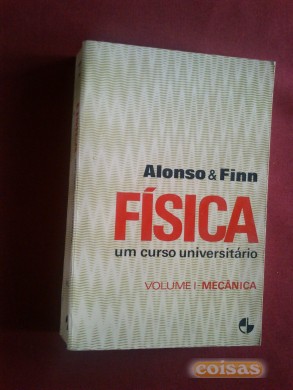 Alonso & Finn
FÍSICA
um curso universitário
VOLUME I - MECÂNICA
coisas